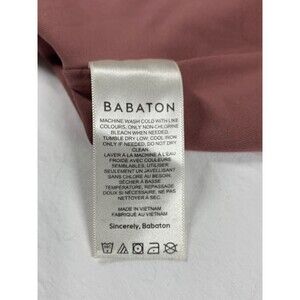 BABATON
MACHINE WASH COLD WITH LIKE
COLOURS, ONLY NON-CHLORINE
BLEACH WHEN NEEDED.
TUMBLE DRY LOW, COOL IRON
ONLY IF NEEDED. DO NOT DRY
CLEAN.
LAVER À LA MACHINE À L'EAU
FROIDE AVEC COULEURS
SEMBLABLES, UTILISER
SEULEMENT UN JAVELLISANT
SANS CHLORE SI NÉCESSAIRE.
SÉCHER À BASSE
TEMPÉRATURE, REPASSAGE
DOUX SI NÉCESSAIRE, NE PAS
NETTOYER À SEC.
MADE IN VIETNAM
FABRIQUÉ AU VIETNAM
Sincerely, Babaton